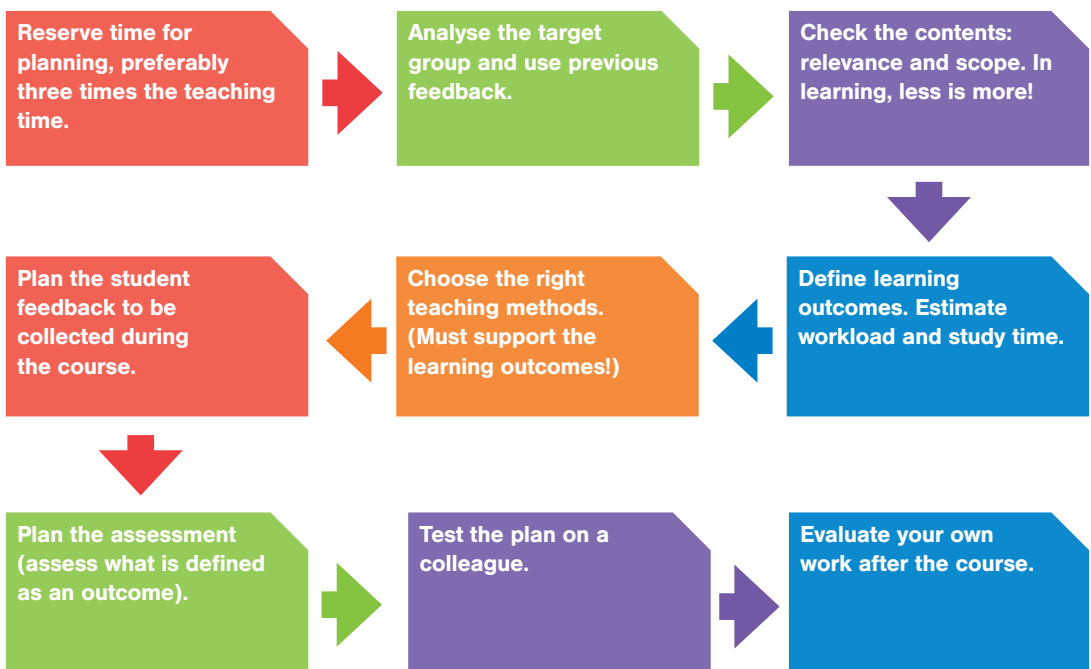 Reserve time for
planning, preferably
three times the teaching
time.
Analyse the target
group and use previous
feedback.
Check the contents:
relevance and scope. In
learning, less is more!
Define learning
outcomes. Estimate
workload and study time.
Choose the right
teaching methods.
(Must support the
learning outcomes!)
Plan the student
feedback to be
collected during
the course.
Plan the assessment
(assess what is defined
as an outcome).
Test the plan on a
colleague.
Evaluate your own
work after the course.